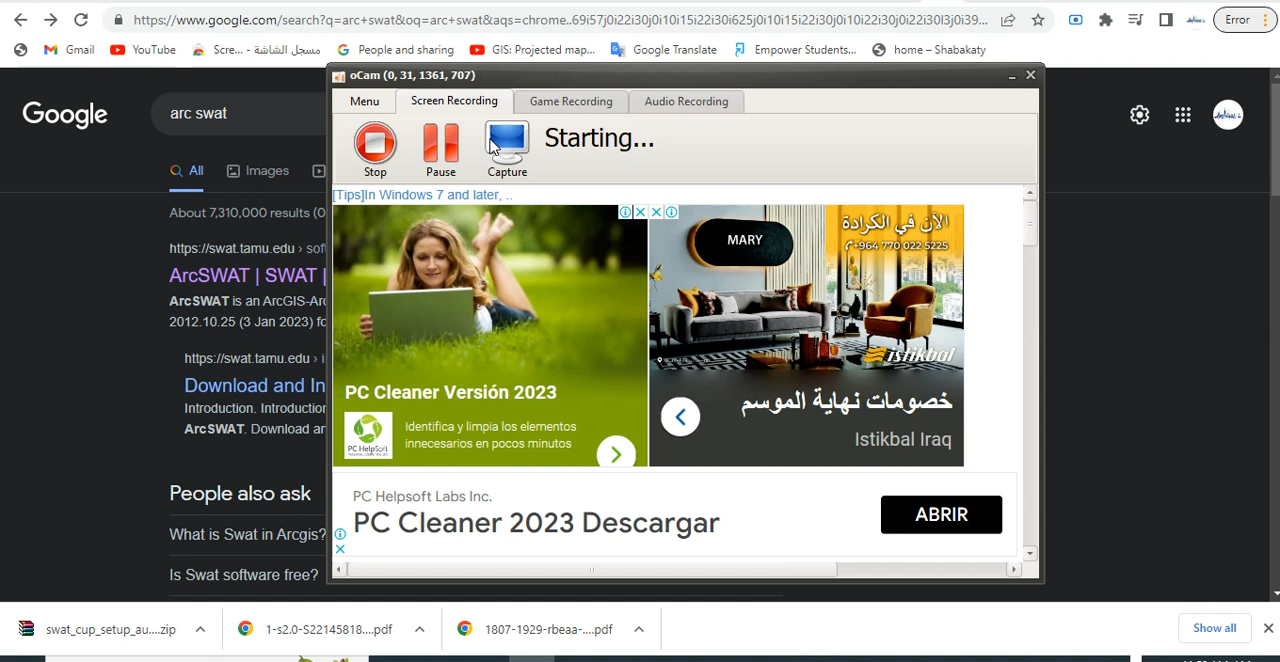 https://www.google.com/search?q=arc+swat&oq=arc+swat&aqs=chrome..69i57j0i22i30j0i10i15i22i30i625j0i10i15i22i30j0i10i22i30j0i22i30l3j0i39...
Error
Gmail
YouTube
Scre... - مسجل الشاشة
People and sharing
GIS: Projected map...
Google Translate
Empower Students...
home – Shabakaty
oCam (0, 31, 1361, 707)
Menu
Screen Recording
Game Recording
Audio Recording
Stop
Pause
Capture
Starting...
[Tips]In Windows 7 and later, ..
Google
arc swat
All
Images
About 7,310,000 results (0
https://swat.tamu.edu › sof
ArcSWAT | SWAT |
ArcSWAT is an ArcGIS-Ar
2012.10.25 (3 Jan 2023) fo
https://swat.tamu.edu › i
Download and In
Introduction. Introduction
ArcSWAT. Download an
People also ask
What is Swat in Arcgis?
Is Swat software free?
PC Cleaner Versión 2023
PC HelpSoft
Identifica y limpia los elementos
innecesarios en pocos minutos
MARY
الآن في الكرادة
+964 770 022 5225
istikbal
خصومات نهاية الموسم
Istikbal Iraq
PC Helpsoft Labs Inc.
PC Cleaner 2023 Descargar
ABRIR
swat_cup_setup_au....zip
1-s2.0-S22145818....pdf
1807-1929-rbeaa-....pdf
Show all